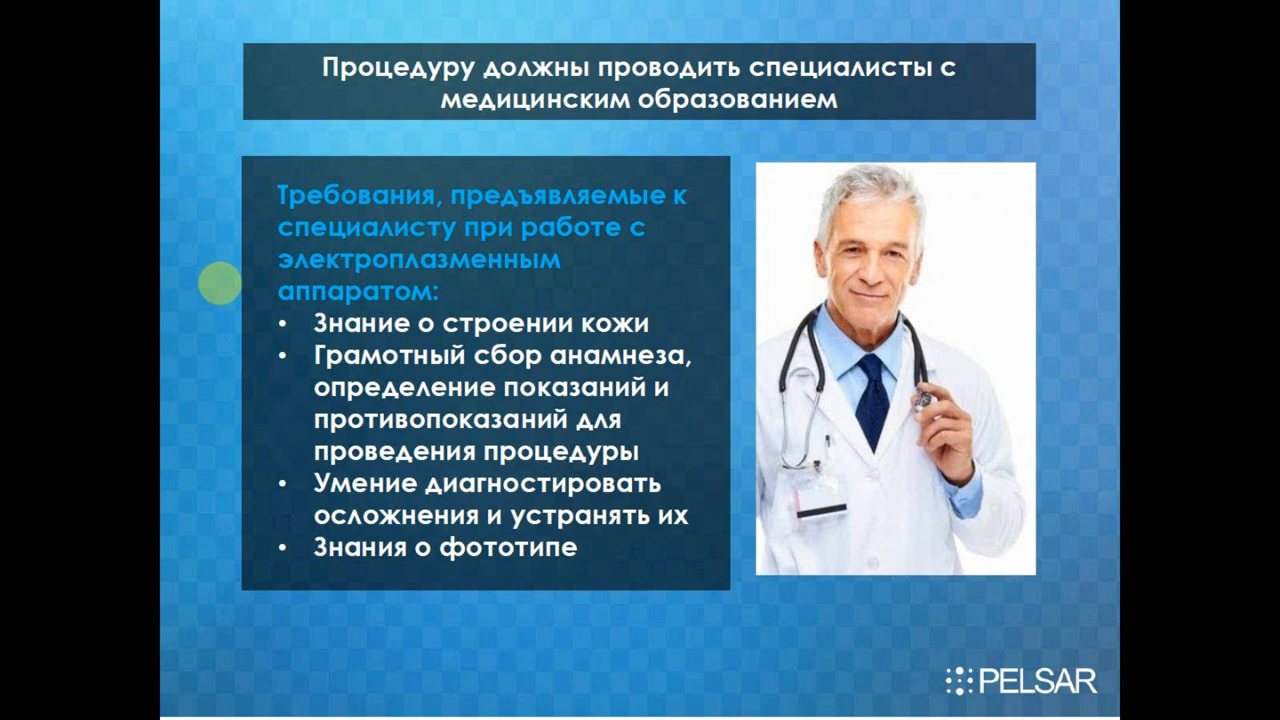 Процедуру должны проводить специалисты с
медицинским образованием
Требования, предъявляемые к
специалисту при работе с
электроплазменным
аппаратом:
• Знание о строении кожи
• Грамотный сбор анамнеза,
определение показаний и
противопоказаний для
проведения процедуры
• Умение диагностировать
осложнения и устранять их
• Знания о фототипе
PELSAR